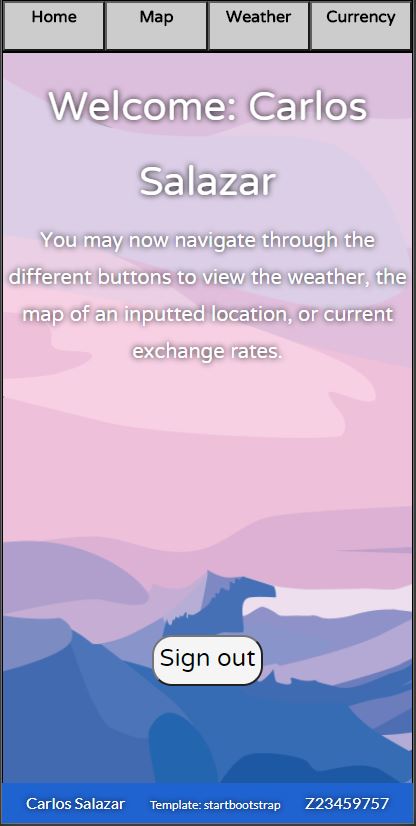 Home Map Weather Currency
Welcome: Carlos
Salazar
You may now navigate through the
different buttons to view the weather, the
map of an inputted location, or current
exchange rates.
Sign out
Carlos Salazar Template: startbootstrap Z23459757